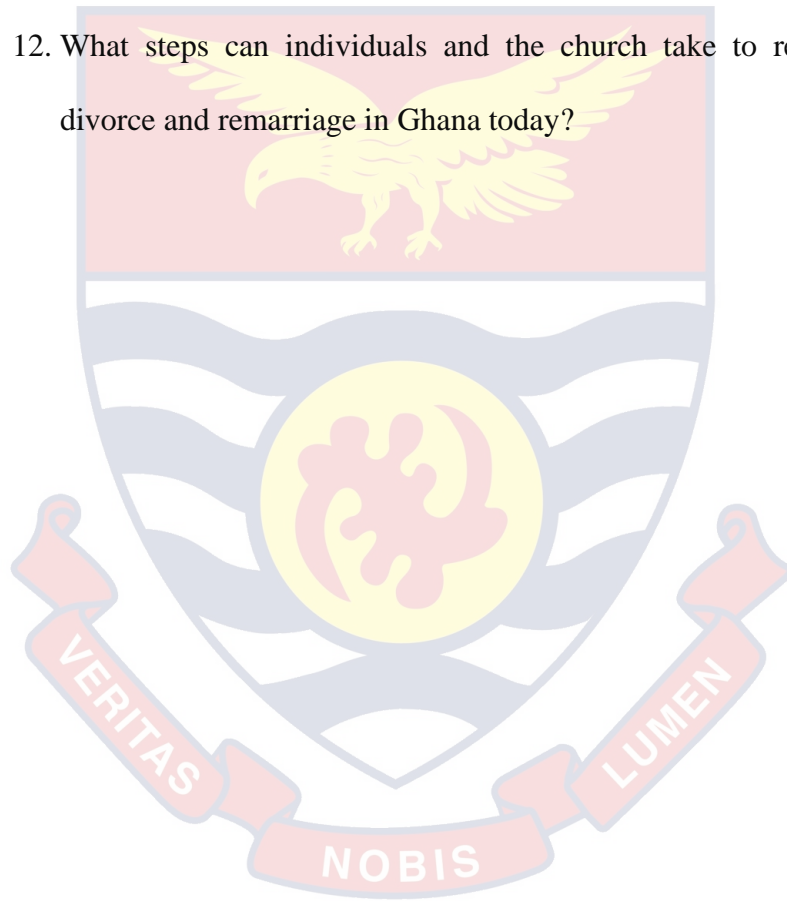 12. What steps can individuals and the church take to
divorce and remarriage in Ghana today?
VERITAS
NOBIS
LUMEN